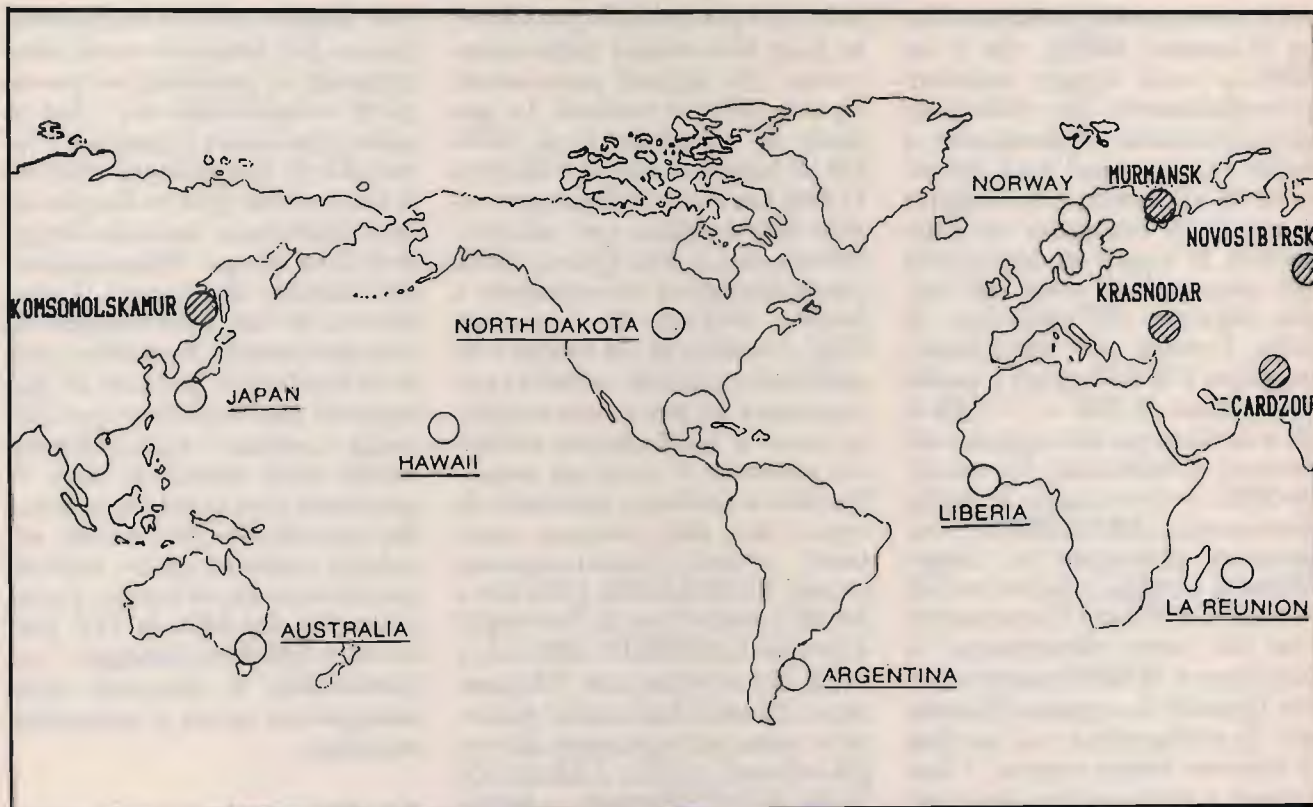 MURMANSK
NORWAY
NOVOSIBIRSK
KOMSOMOLSKAMUR
KRASNODAR
NORTH DAKOTA
JAPAN
CARDZOU
HAWAII
LIBERIA
LA REUNION
AUSTRALIA
ARGENTINA